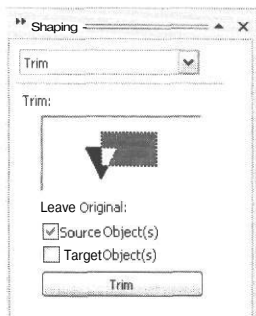 Shaping
Trim
Trim:
Leave Original:
Source Object(s)
Target Object(s)
Trim